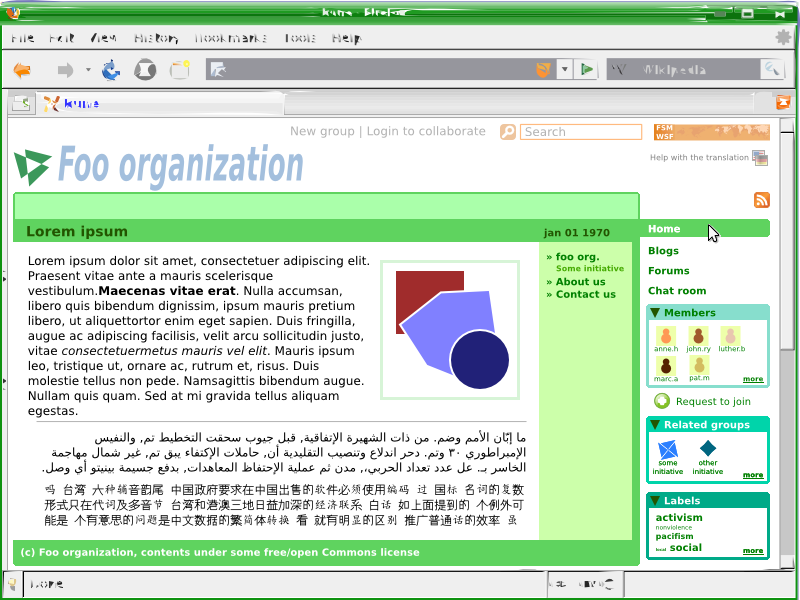 kune - Firefox
File Edit View History Bookmarks Tools Help
Wikipedia
kune
New group | Login to collaborate
Search
FSM
WSF
Help with the translation
Foo organization
Lorem ipsum
jan 01 1970
Home
Blogs
Forums
Chat room
Lorem ipsum dolor sit amet, consectetuer adipiscing elit.
Praesent vitae ante a mauris scelerisque
vestibulum.Maecenas vitae erat. Nulla accumsan,
libero quis bibendum dignissim, ipsum mauris pretium
libero, ut aliquettortor enim eget sapien. Duis fringilla,
augue ac adipiscing facilisis, velit arcu sollicitudin justo,
vitae consectetuermetus mauris vel elit. Mauris ipsum
leo, tristique ut, ornare ac, rutrum et, risus. Duis
molestie tellus non pede. Namsagittis bibendum augue.
Nullam quis quam. Sed at mi gravida tellus aliquam
egestas.
ما إبّان الأمم وضم. من ذات الشهيرة الإتفاقية, قبل جيوب سحقت التخطيط تم, والنفيس
الإمبراطوري ٣٠ وتم. دحر اندلاع وتنصيب التقليدية أن, حاملات الإكتفاء يبق تم, غير شمال مهاجمة
الخاسر بـ. عل عدد تعداد الحربي،, مدن ثم عملية الإحتفاظ المعاهدات, بدفع جسيمة بينيتو أي وصل.
吗 台湾 六种辅音韵尾 中国政府要求在中国出售的软件必须使用编码 过 国标 名词的复数
形式只在代词及多音节 台湾和港澳三地日益加深的经济联系 白话 如上面提到的 个例外可
能是 个有意思的问题是中文数据的繁简体转换 看 就有明显的区别 推广普通话的效率 虽
» foo org.
Some initiative
» About us
» Contact us
Members
anne.h john.ry luther.b
marc.a pat.m
more
Request to join
Related groups
some initiative
other initiative
more
Labels
activism
nonviolence
pacifism
local social
more
(c) Foo organization, contents under some free/open Commons license